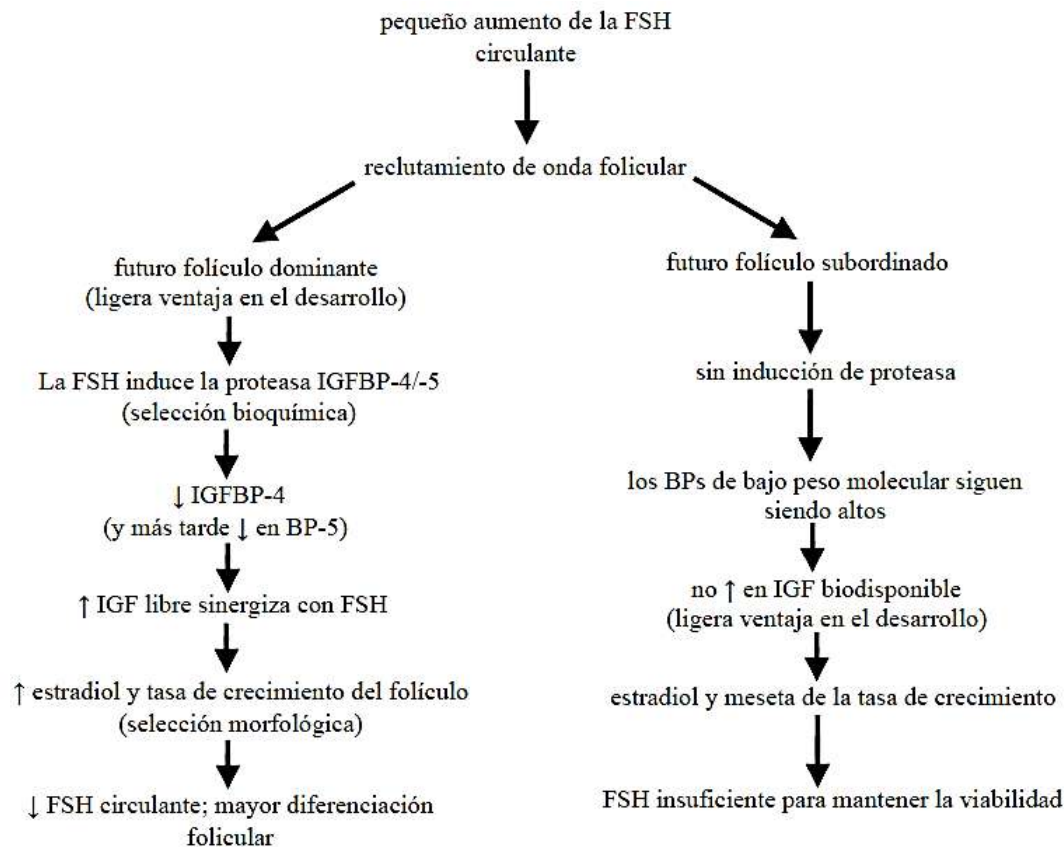 pequeño aumento de la FSH
circulante
reclutamiento de onda folicular
futuro folículo dominante
(ligera ventaja en el desarrollo)
La FSH induce la proteasa IGFBP-4/-5
(selección bioquímica)
↓ IGFBP-4
(y más tarde ↓ en BP-5)
↑ IGF libre sinergiza con FSH
↑ estradiol y tasa de crecimiento del folículo
(selección morfológica)
↓ FSH circulante; mayor diferenciación
folicular
futuro folículo subordinado
sin inducción de proteasa
los BPs de bajo peso molecular siguen
siendo altos
no ↑ en IGF biodisponible
(ligera ventaja en el desarrollo)
estradiol y meseta de la tasa de crecimiento
FSH insuficiente para mantener la viabilidad